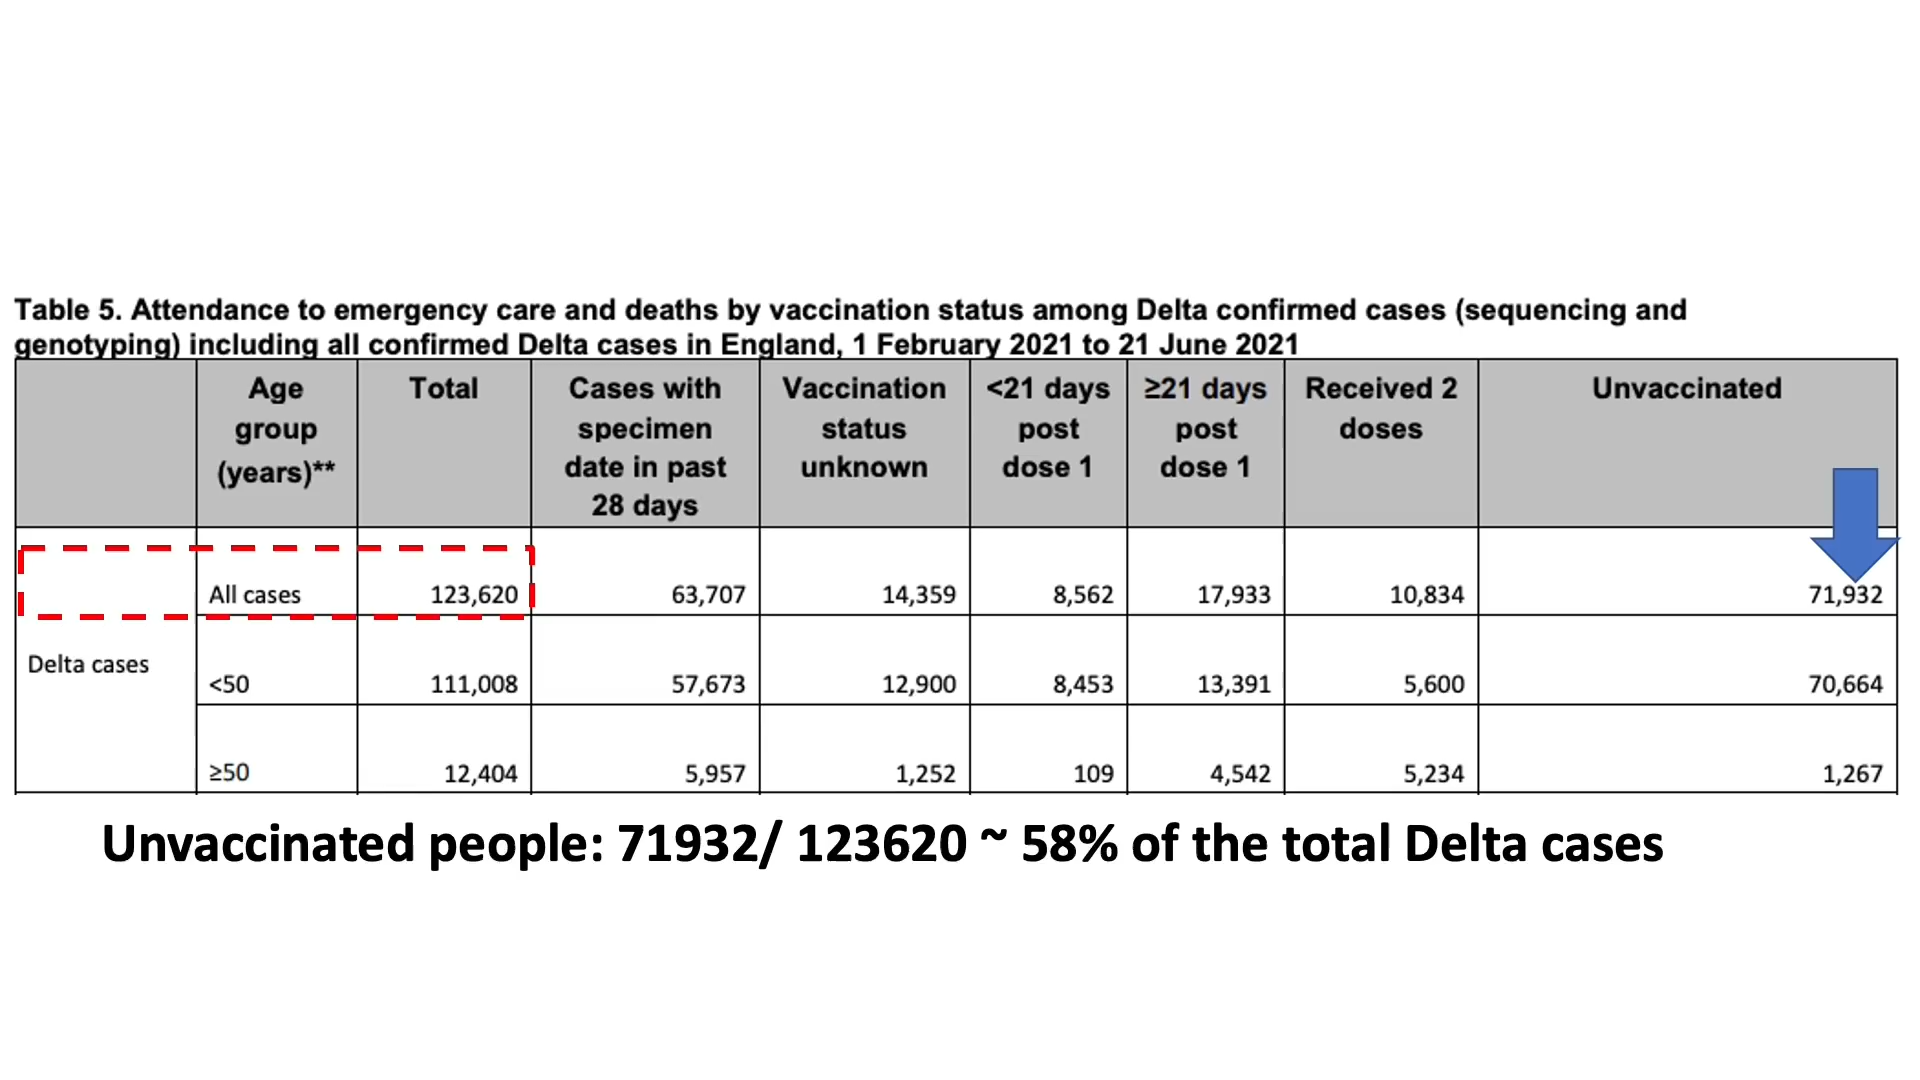 Table 5. Attendance to emergency care and deaths by vaccination status among Delta confirmed cases (sequencing and
genotyping) including all confirmed Delta cases in England, 1 February 2021 to 21 June 2021
Age group (years)** Total Cases with specimen date in past 28 days Vaccination status unknown <21 days post dose 1 ≥21 days post dose 1 Received 2 doses Unvaccinated
All cases 123,620 63,707 14,359 8,562 17,933 10,834 71,932
Delta cases
<50 111,008 57,673 12,900 8,453 13,391 5,600 70,664
≥50 12,404 5,957 1,252 109 4,542 5,234 1,267
Unvaccinated people: 71932/ 123620 ~ 58% of the total Delta cases